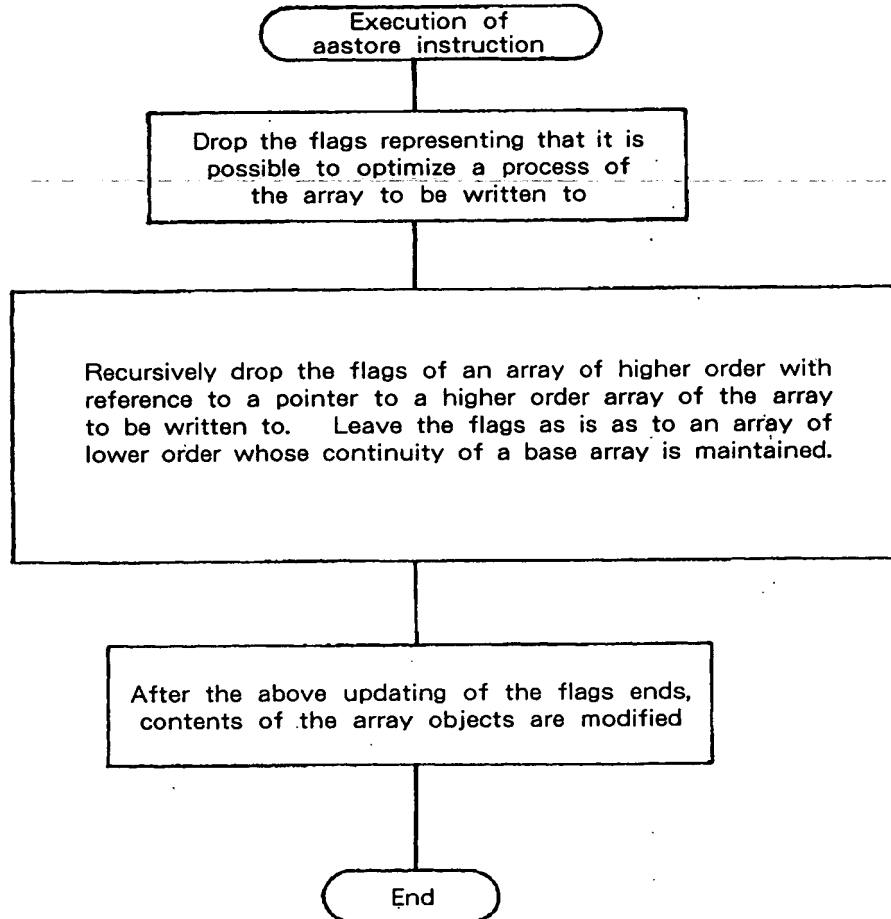 Execution of
aastore instruction
Drop the flags representing that it is
possible to optimize a process of
the array to be written to
Recursively drop the flags of an array of higher order with
reference to a pointer to a higher order array of the array
to be written to. Leave the flags as is as to an array of
lower order whose continuity of a base array is maintained.
After the above updating of the flags ends,
contents of the array objects are modified
End